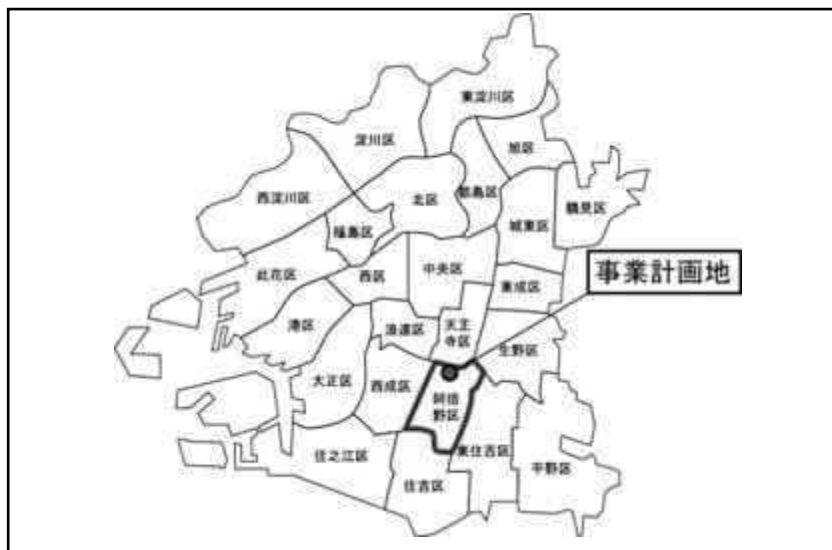 東淀川区
淀川区
旭区
西淀川区
北区
都島区
鶴見区
福島区
城東区
此花区
西区
中央区
事業計画地
東成区
港区
浪速区
天王
寺区
生野区
大正区
西成区
阿倍
野区
住之江区
東住吉区
平野区
住吉区